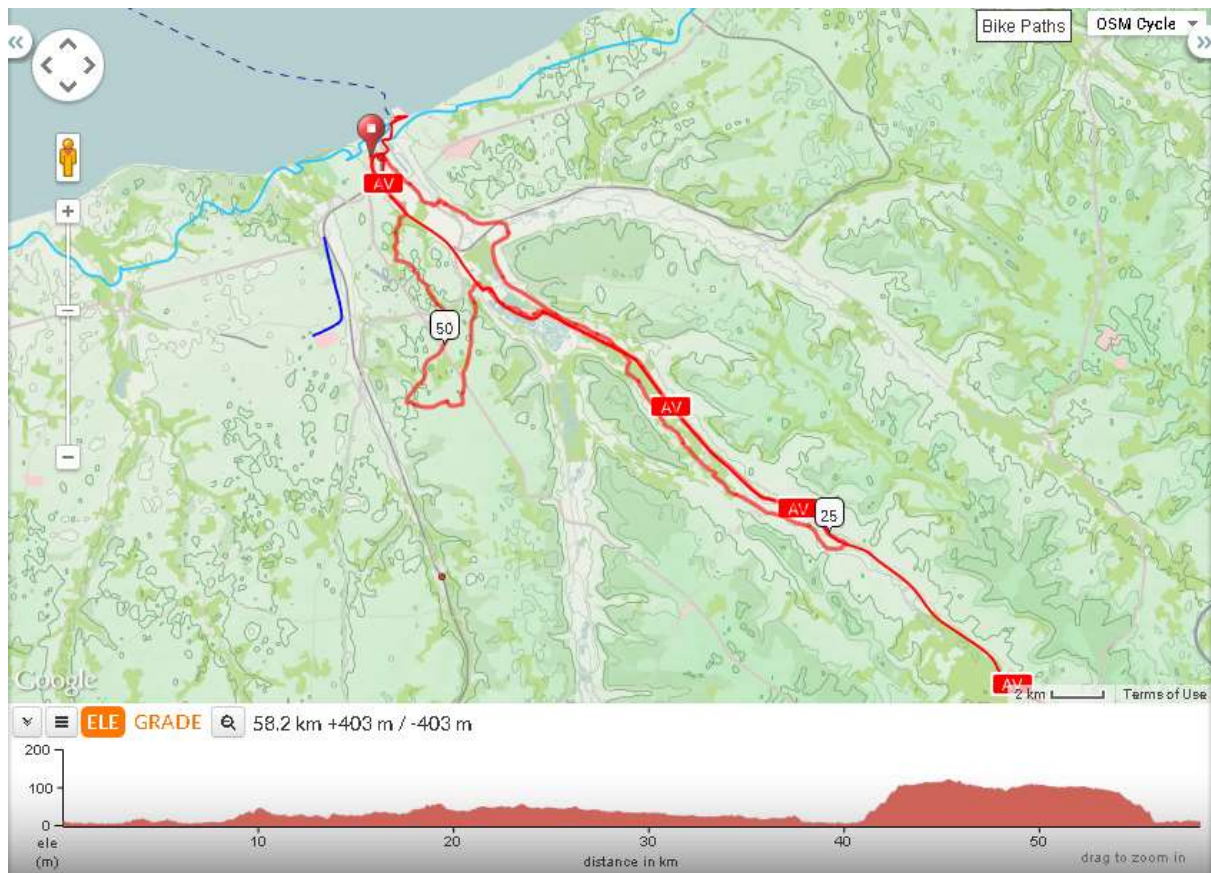 Bike Paths
OSM Cycle
AV
50
AV
AV
25
AV
Google
2 km
Terms of Use
ELE GRADE 58.2 km +403 m / -403 m
200
100
0
ele
(m)
10 20 30 40 50
distance in km
drag to zoom in